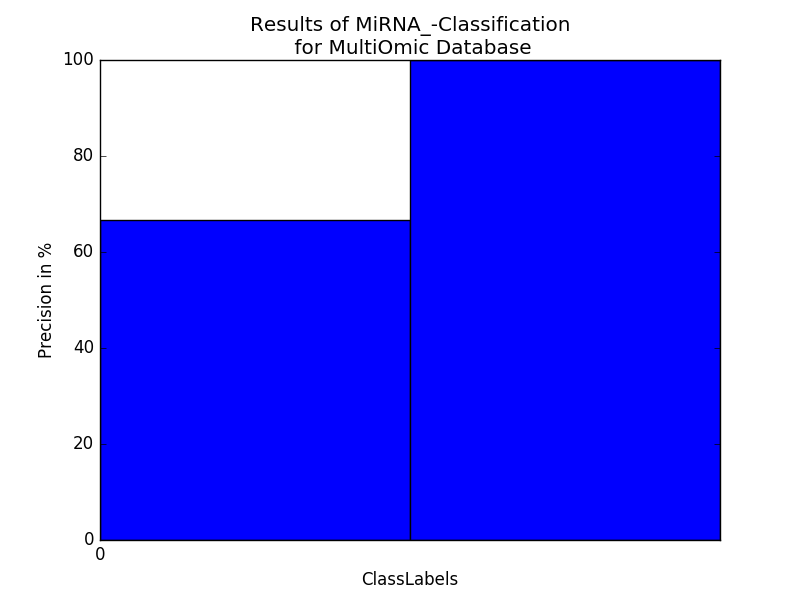 Results of MiRNA_-Classification
for MultiOmic Database
100
80
60
40
20
0
0
Precision in %
ClassLabels